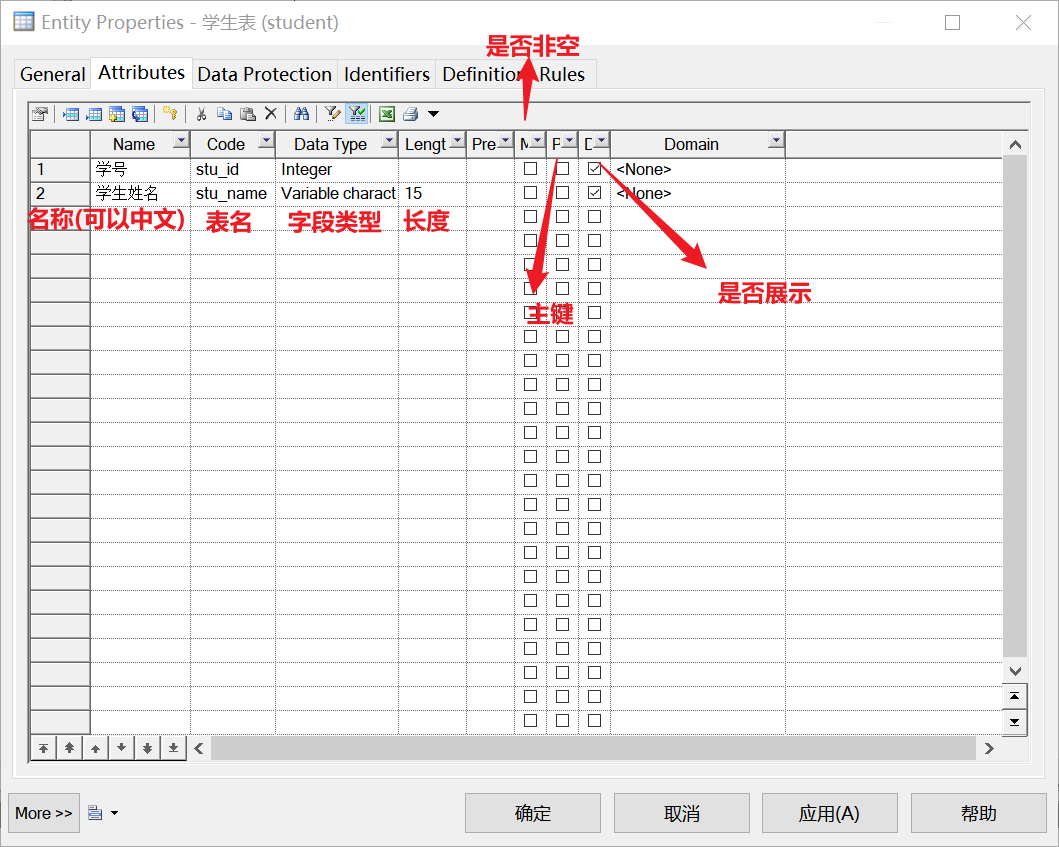 Entity Properties - 学生表 (student)
是否非空
General Attributes Data Protection Identifiers Definition Rules
Name Code Data Type Lengt Pre M P D Domain
1 学号 stu_id Integer <None>
2 学生姓名 stu_name Variable charact 15 <None>
名称(可以中文) 表名 字段类型 长度
是否展示
主键
More >> 确定 取消 应用(A) 帮助